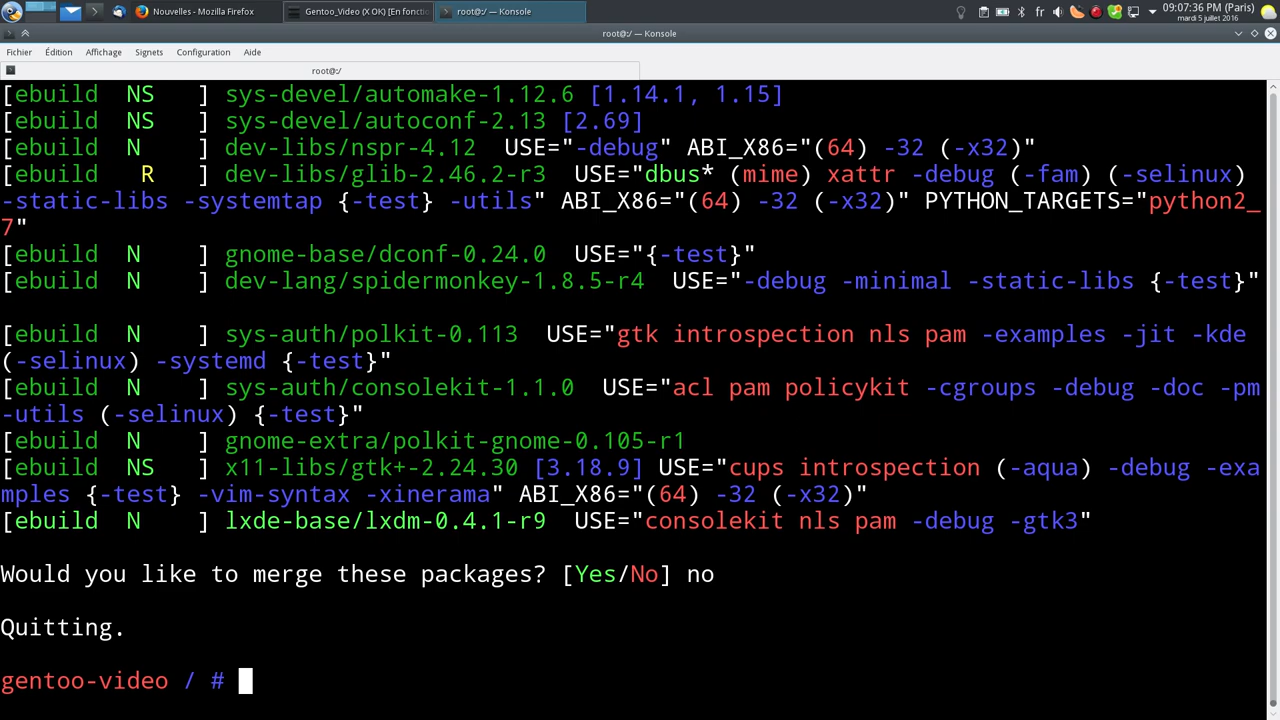 Nouvelles - Mozilla Firefox
Gentoo_Video (X OK) [En fonctio
root@:/ — Konsole
fr
09:07:36 PM (Paris)
mardi 5 juillet 2016
root@:/ — Konsole
Fichier Édition Affichage Signets Configuration Aide
root@:/
[ebuild  NS    ] sys-devel/automake-1.12.6 [1.14.1, 1.15]
[ebuild  NS    ] sys-devel/autoconf-2.13 [2.69]
[ebuild  N     ] dev-libs/nspr-4.12  USE="-debug" ABI_X86="(64) -32 (-x32)"
[ebuild   R    ] dev-libs/glib-2.46.2-r3  USE="dbus* (mime) xattr -debug (-fam) (-selinux)
-static-libs -systemtap {-test} -utils" ABI_X86="(64) -32 (-x32)" PYTHON_TARGETS="python2_
7"
[ebuild  N     ] gnome-base/dconf-0.24.0  USE="{-test}"
[ebuild  N     ] dev-lang/spidermonkey-1.8.5-r4  USE="-debug -minimal -static-libs {-test}"
[ebuild  N     ] sys-auth/polkit-0.113  USE="gtk introspection nls pam -examples -jit -kde
(-selinux) -systemd {-test}"
[ebuild  N     ] sys-auth/consolekit-1.1.0  USE="acl pam policykit -cgroups -debug -doc -pm
-utils (-selinux) {-test}"
[ebuild  N     ] gnome-extra/polkit-gnome-0.105-r1
[ebuild  NS    ] x11-libs/gtk+-2.24.30 [3.18.9] USE="cups introspection (-aqua) -debug -exa
mples {-test} -vim-syntax -xinerama" ABI_X86="(64) -32 (-x32)"
[ebuild  N     ] lxde-base/lxdm-0.4.1-r9  USE="consolekit nls pam -debug -gtk3"
Would you like to merge these packages? [Yes/No] no
Quitting.
gentoo-video / #